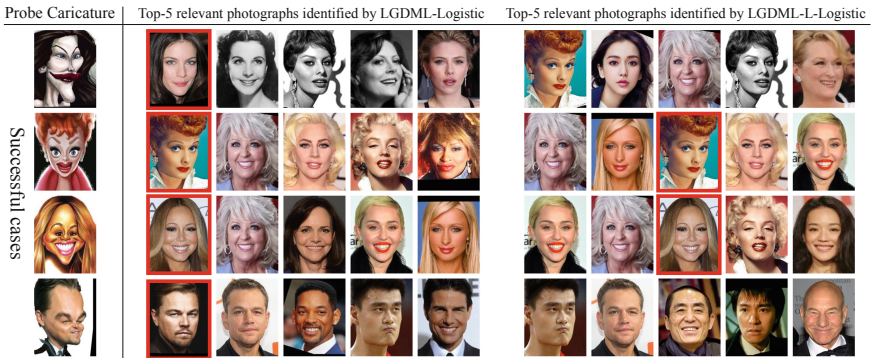 Probe Caricature
Top-5 relevant photographs identified by LGDML-Logistic
Top-5 relevant photographs identified by LGDML-L-Logistic
Successful cases